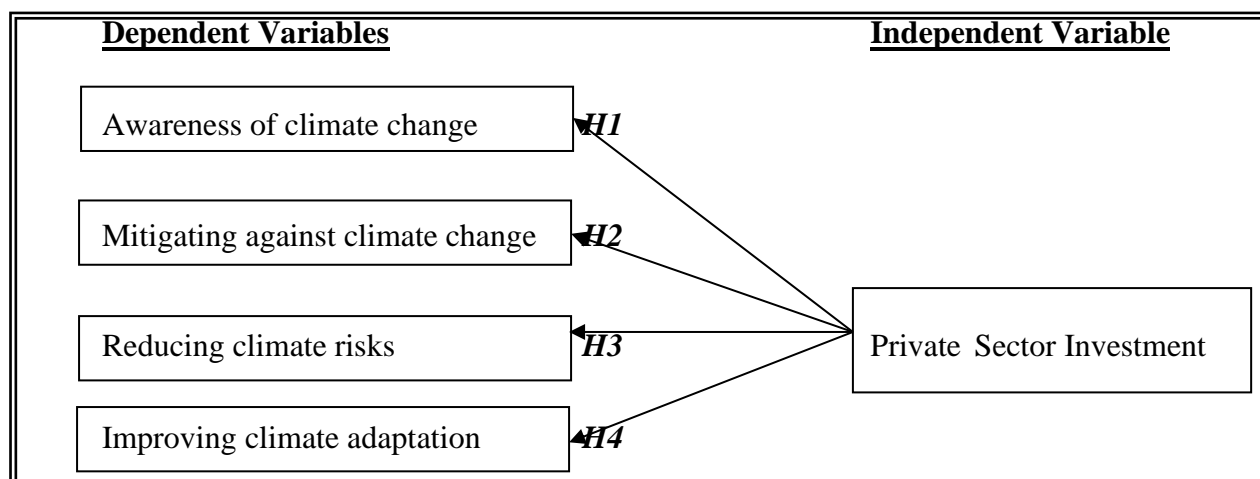 Dependent Variables
Independent Variable
Awareness of climate change
H1
Mitigating against climate change
H2
Reducing climate risks
H3
Private Sector Investment
Improving climate adaptation
H4